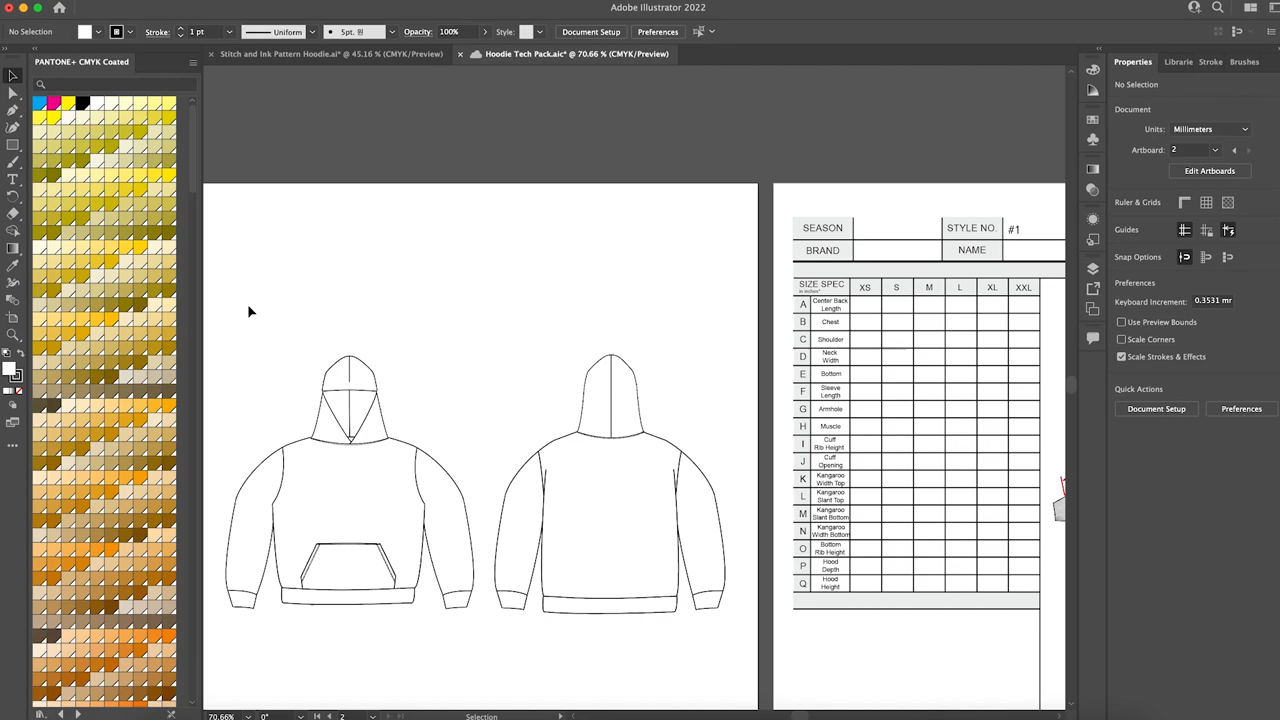 Adobe Illustrator 2022
No Selection
Stroke:
1 pt
Uniform
5pt. 원
Opacity: 100%
Style:
Document Setup
Preferences
× Stitch and Ink Pattern Hoodie.ai* @ 45.16 % (CMYK/Preview)
× Hoodie Tech Pack.aic* @ 70.66 % (CMYK/Preview)
PANTONE+ CMYK Coated
Properties
Librarie
Stroke
Brushes
No Selection
Document
Units: Millimeters
Artboard: 2
Edit Artboards
Ruler & Grids
Guides
Snap Options
Preferences
Keyboard Increment: 0.3531 mm
Use Preview Bounds
Scale Corners
Scale Strokes & Effects
Quick Actions
Document Setup
Preferences
SEASON
STYLE NO. #1
BRAND
NAME
SIZE SPEC XS S M L XL XXL
in inches*
A Center Back
Length
B Chest
C Shoulder
D Neck
Width
E Bottom
F Sleeve
Length
G Armhole
H Muscle
I Cuff
Rib Height
J Cuff
Opening
K Kangaroo
Width Top
L Kangaroo
Slant Top
M Kangaroo
Slant Bottom
N Kangaroo
Width Bottom
O Bottom
Rib Height
P Hood
Depth
Q Hood
Height
70.66%
0°
2
Selection